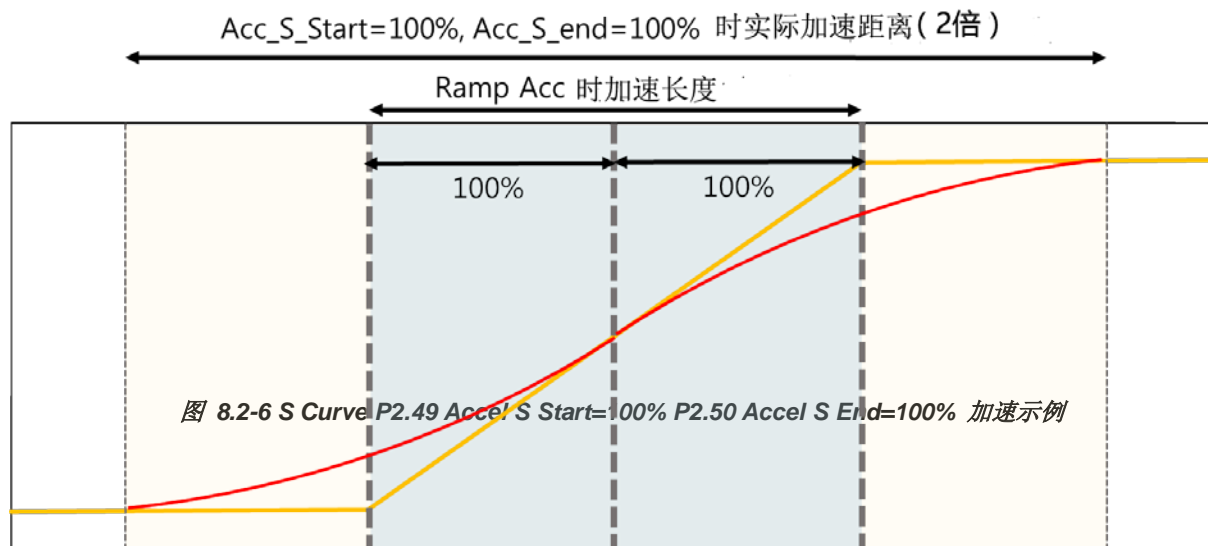 Acc_S_Start=100%, Acc_S_end=100% 时实际加速距离(2倍)
Ramp Acc 时加速长度
100% 100%
图 8.2-6 S Curve P2.49 Accel S Start=100% P2.50 Accel S End=100% 加速示例